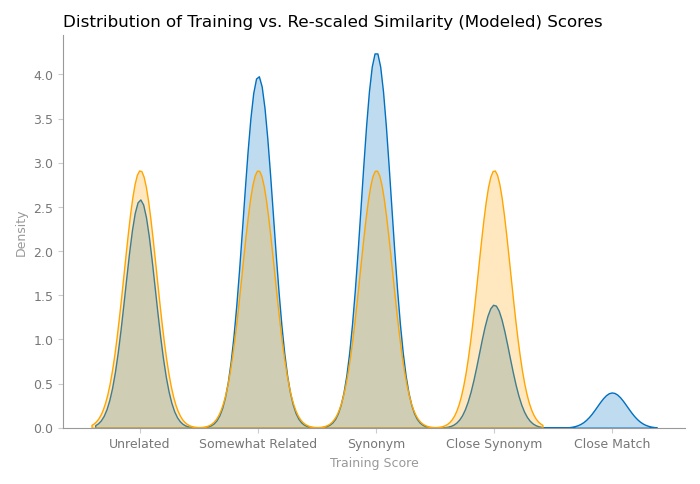 Distribution of Training vs. Re-scaled Similarity (Modeled) Scores
4.0
3.5
3.0
2.5
2.0
1.5
1.0
0.5
0.0
Density
Unrelated Somewhat Related Synonym Close Synonym Close Match
Training Score